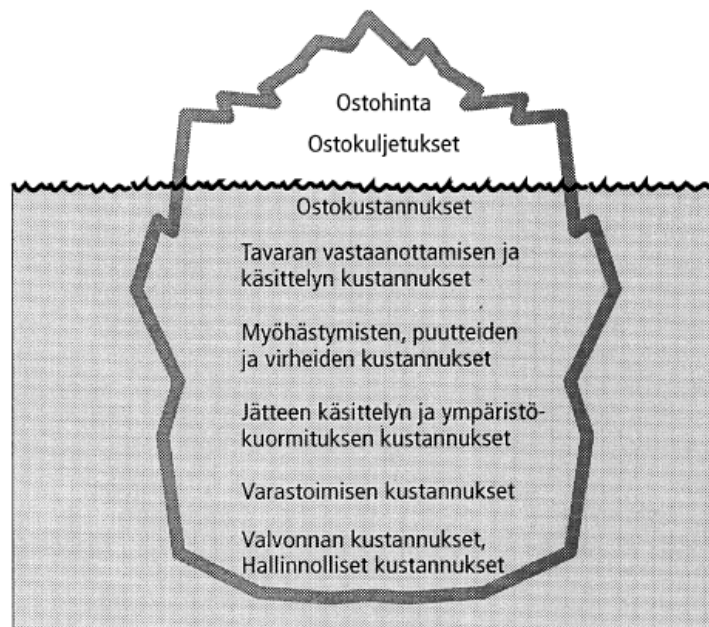 Ostohinta
Ostokuljetukset
Ostokustannukset
Tavaran vastaanottamisen ja
käsittelyn kustannukset
Myöhästymisten, puutteiden
ja virheiden kustannukset
Jätteen käsittelyn ja ympäristö-
kuormituksen kustannukset
Varastoimisen kustannukset
Valvonnan kustannukset,
Hallinnolliset kustannukset